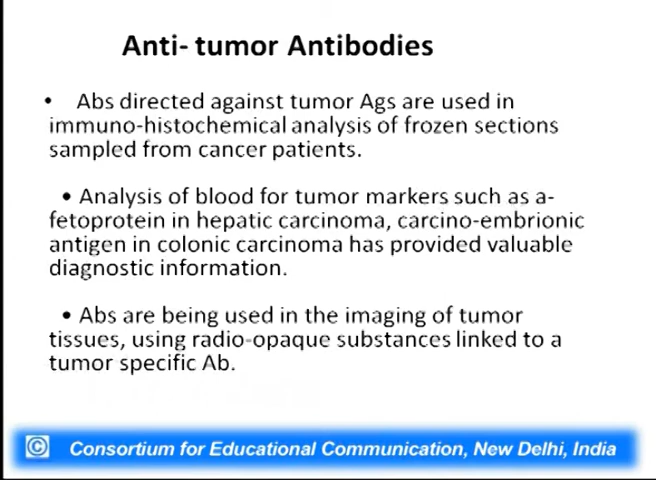 Anti- tumor Antibodies
• Abs directed against tumor Ags are used in
immuno-histochemical analysis of frozen sections
sampled from cancer patients.
• Analysis of blood for tumor markers such as a-
fetoprotein in hepatic carcinoma, carcino-embrionic
antigen in colonic carcinoma has provided valuable
diagnostic information.
• Abs are being used in the imaging of tumor
tissues, using radio-opaque substances linked to a
tumor specific Ab.
© Consortium for Educational Communication, New Delhi, India